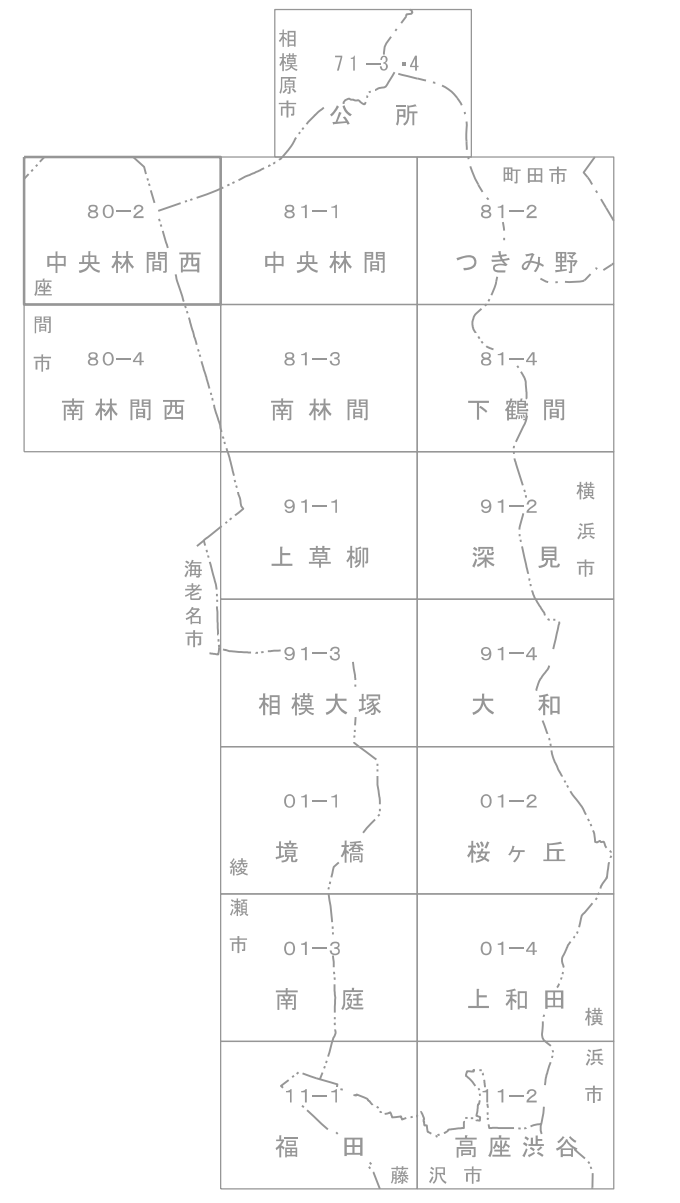 相模原市
71-3・4
公所
町田市
80-2
中央林間西
81-1
中央林間
81-2
つきみ野
座間市
80-4
南林間西
81-3
南林間
81-4
下鶴間
91-1
上草柳
91-2
深見
横浜市
海老名市
91-3
相模大塚
91-4
大和
01-1
境橋
01-2
桜ヶ丘
綾瀬市
01-3
南庭
01-4
上和田
横浜市
11-1
福田
11-2
高座渋谷
藤沢市